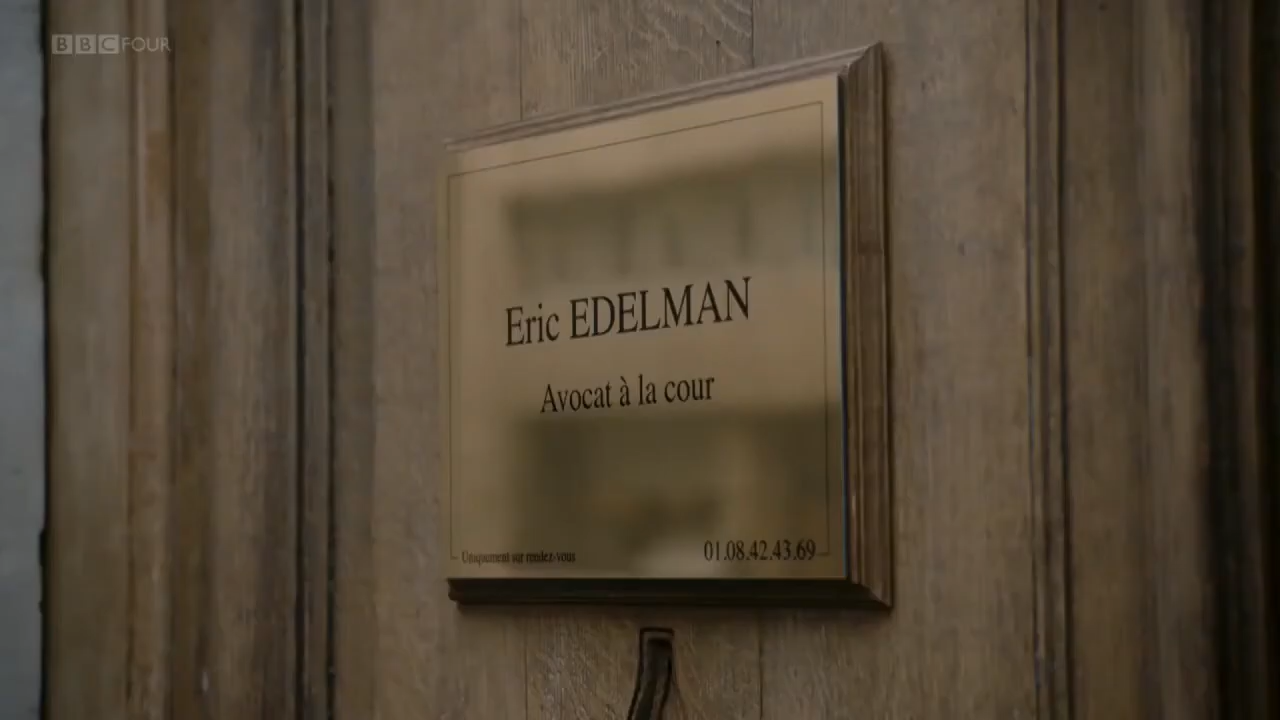 BBC FOUR
Eric EDELMAN
Avocat à la cour
Uniquement sur rendez-vous
01.08.42.43.69